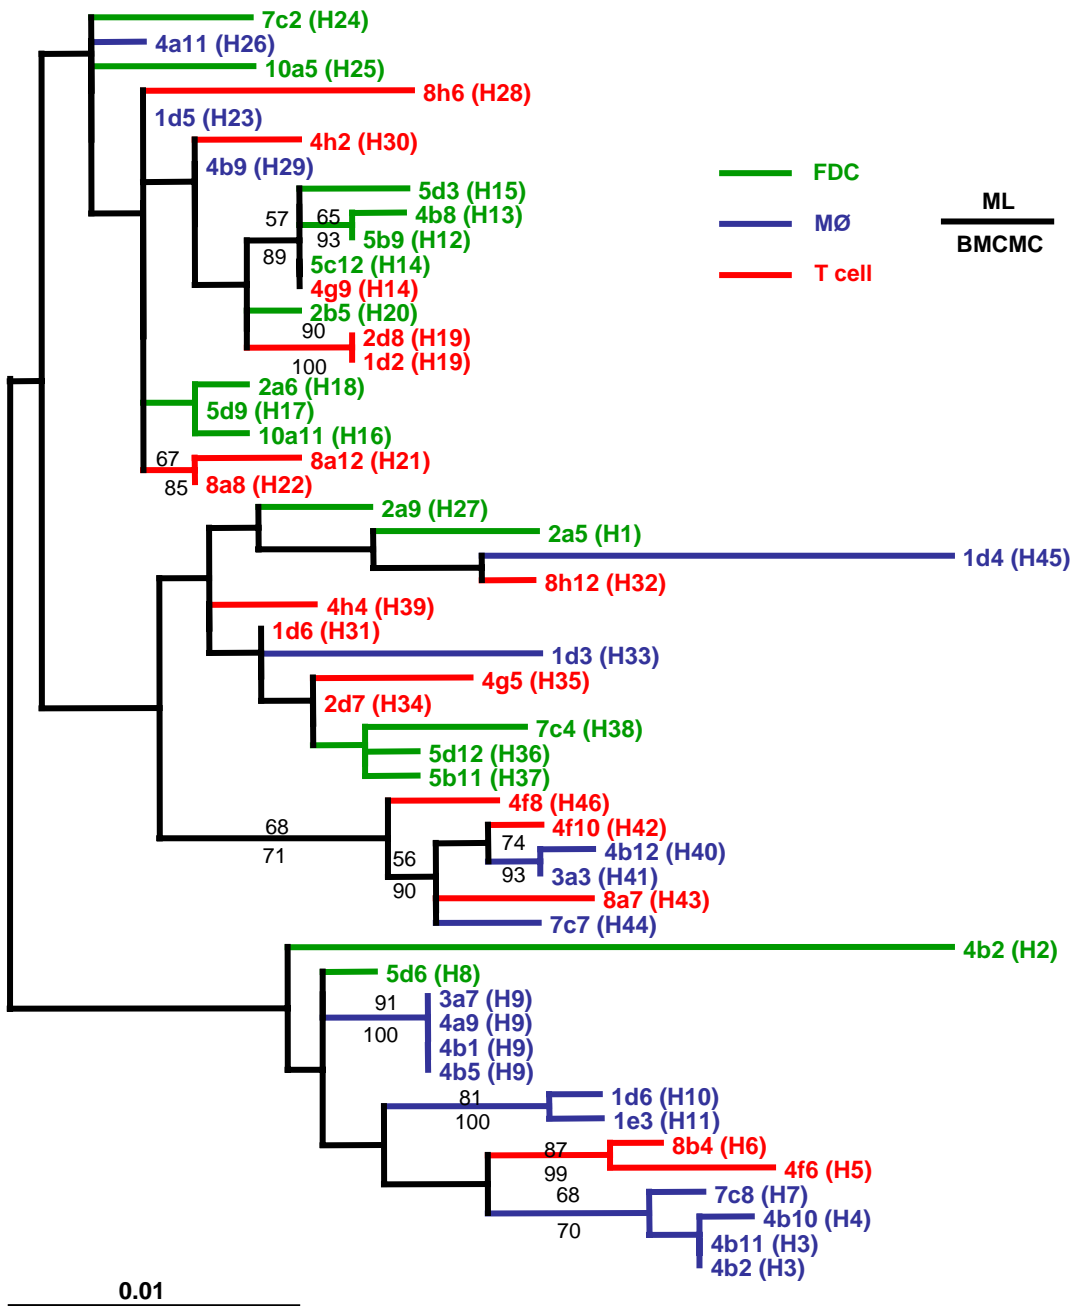 7c2 (H24)
4a11 (H26)
10a5 (H25)
8h6 (H28)
1d5 (H23)
4h2 (H30)
4b9 (H29)
5d3 (H15)
57
65
4b8 (H13)
93
5b9 (H12)
89
5c12 (H14)
4g9 (H14)
2b5 (H20)
90
2d8 (H19)
100
1d2 (H19)
2a6 (H18)
5d9 (H17)
10a11 (H16)
67
8a12 (H21)
85
8a8 (H22)
2a9 (H27)
2a5 (H1)
1d4 (H45)
8h12 (H32)
4h4 (H39)
1d6 (H31)
1d3 (H33)
4g5 (H35)
2d7 (H34)
7c4 (H38)
5d12 (H36)
5b11 (H37)
4f8 (H46)
68
71
4f10 (H42)
74
4b12 (H40)
56
93
3a3 (H41)
90
8a7 (H43)
7c7 (H44)
4b2 (H2)
5d6 (H8)
91
100
3a7 (H9)
4a9 (H9)
4b1 (H9)
4b5 (H9)
81
100
1d6 (H10)
1e3 (H11)
87
99
8b4 (H6)
4f6 (H5)
68
70
7c8 (H7)
4b10 (H4)
4b11 (H3)
4b2 (H3)
0.01
FDC
MØ
T cell
ML
BMCMC